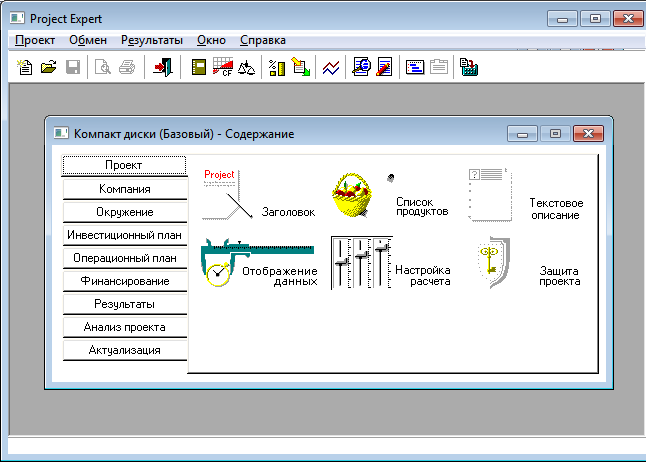 Project Expert
Проект Обмен Результаты Окно Справка
CF
Компакт диски (Базовый) - Содержание
Проект
Компания
Окружение
Инвестиционный план
Операционный план
Финансирование
Результаты
Анализ проекта
Актуализация
Project
Заголовок
Список
продуктов
?
Текстовое
описание
Отображение
данных
Настройка
расчета
Защита
проекта